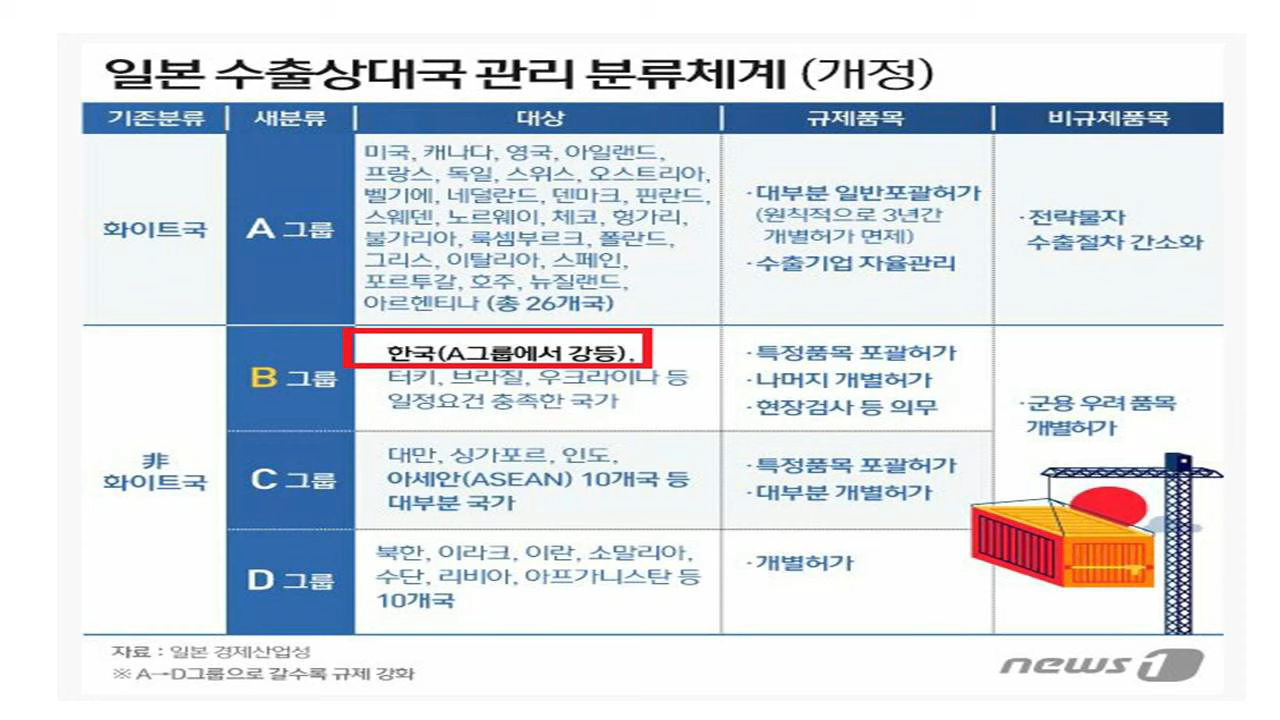 일본 수출상대국 관리 분류체계 (개정)
기존분류 새분류 대상 규제품목 비규제품목
화이트국
A 그룹
미국, 캐나다, 영국, 아일랜드,
프랑스, 독일, 스위스, 오스트리아,
벨기에, 네덜란드, 덴마크, 핀란드,
스웨덴, 노르웨이, 체코, 헝가리,
불가리아, 룩셈부르크, 폴란드,
그리스, 이탈리아, 스페인,
포르투갈, 호주, 뉴질랜드,
아르헨티나 (총 26개국)
·대부분 일반포괄허가
(원칙적으로 3년간
개별허가 면제)
·수출기업 자율관리
·전략물자
수출절차 간소화
非
화이트국
B 그룹
한국(A그룹에서 강등),
터키, 브라질, 우크라이나 등
일정요건 충족한 국가
·특정품목 포괄허가
·나머지 개별허가
·현장검사 등 의무
·군용 우려 품목
개별허가
C 그룹
대만, 싱가포르, 인도,
아세안(ASEAN) 10개국 등
대부분 국가
·특정품목 포괄허가
·대부분 개별허가
D 그룹
북한, 이라크, 이란, 소말리아,
수단, 리비아, 아프가니스탄 등
10개국
·개별허가
자료 : 일본 경제산업성
※ A→D그룹으로 갈수록 규제 강화
news1